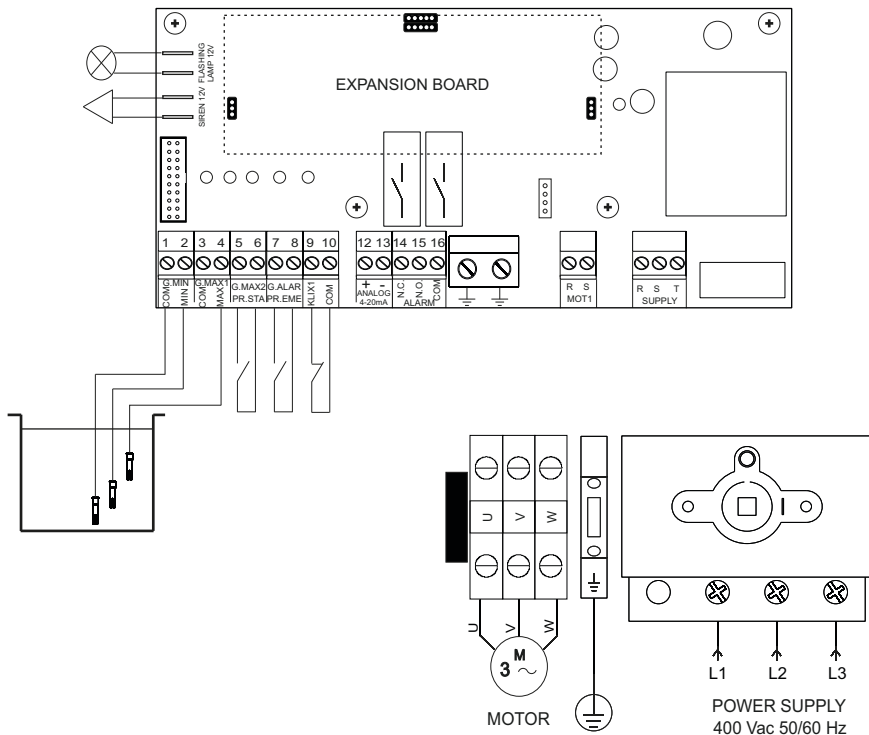 FLASHING
LAMP 12V
SIREN 12V
EXPANSION BOARD
1 2 3 4 5 6 7 8 9 10
12 13 14 15 16
COM
G.MIN
MIN
COM
G.MAX1
MAX1
G.MAX2
PR.STA
G.ALAR
PR.EME
KLIX1
COM
+ -
ANALOG
4-20mA
N.C.
N.O.
COM
ALARM
R S
MOT1
R S T
SUPPLY
U V W
U V W
M
3 ~
MOTOR
I
L1 L2 L3
POWER SUPPLY
400 Vac 50/60 Hz